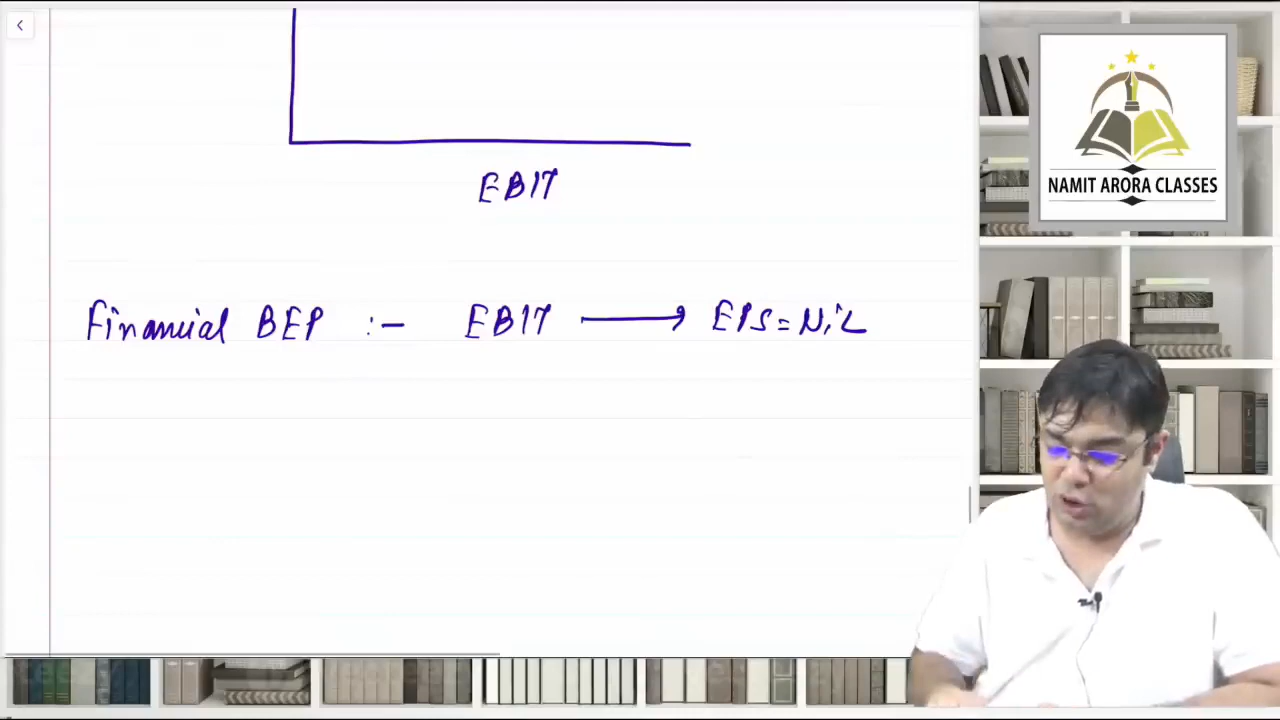 EBIT
NAMIT ARORA CLASSES
Financial BEP :- EBIT → EPS = NiL